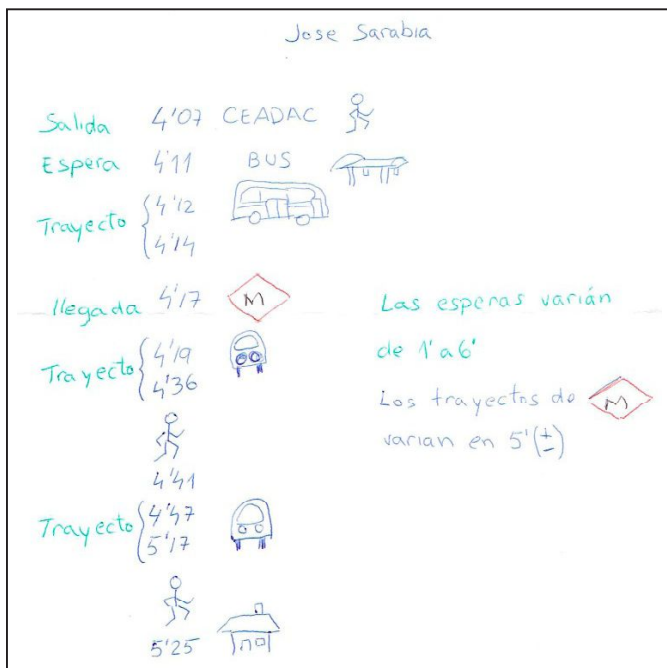 Jose Sarabia
Salida 4'07 CEADAC
Espera 4'11 BUS
Trayecto 4'12
4'14
llegada 4'17 M
Trayecto 4'19
4'36
4'41
Trayecto 4'47
5'17
5'25
Las esperas varián
de 1' a 6'
Los trayectos de M
varian en 5' (±)